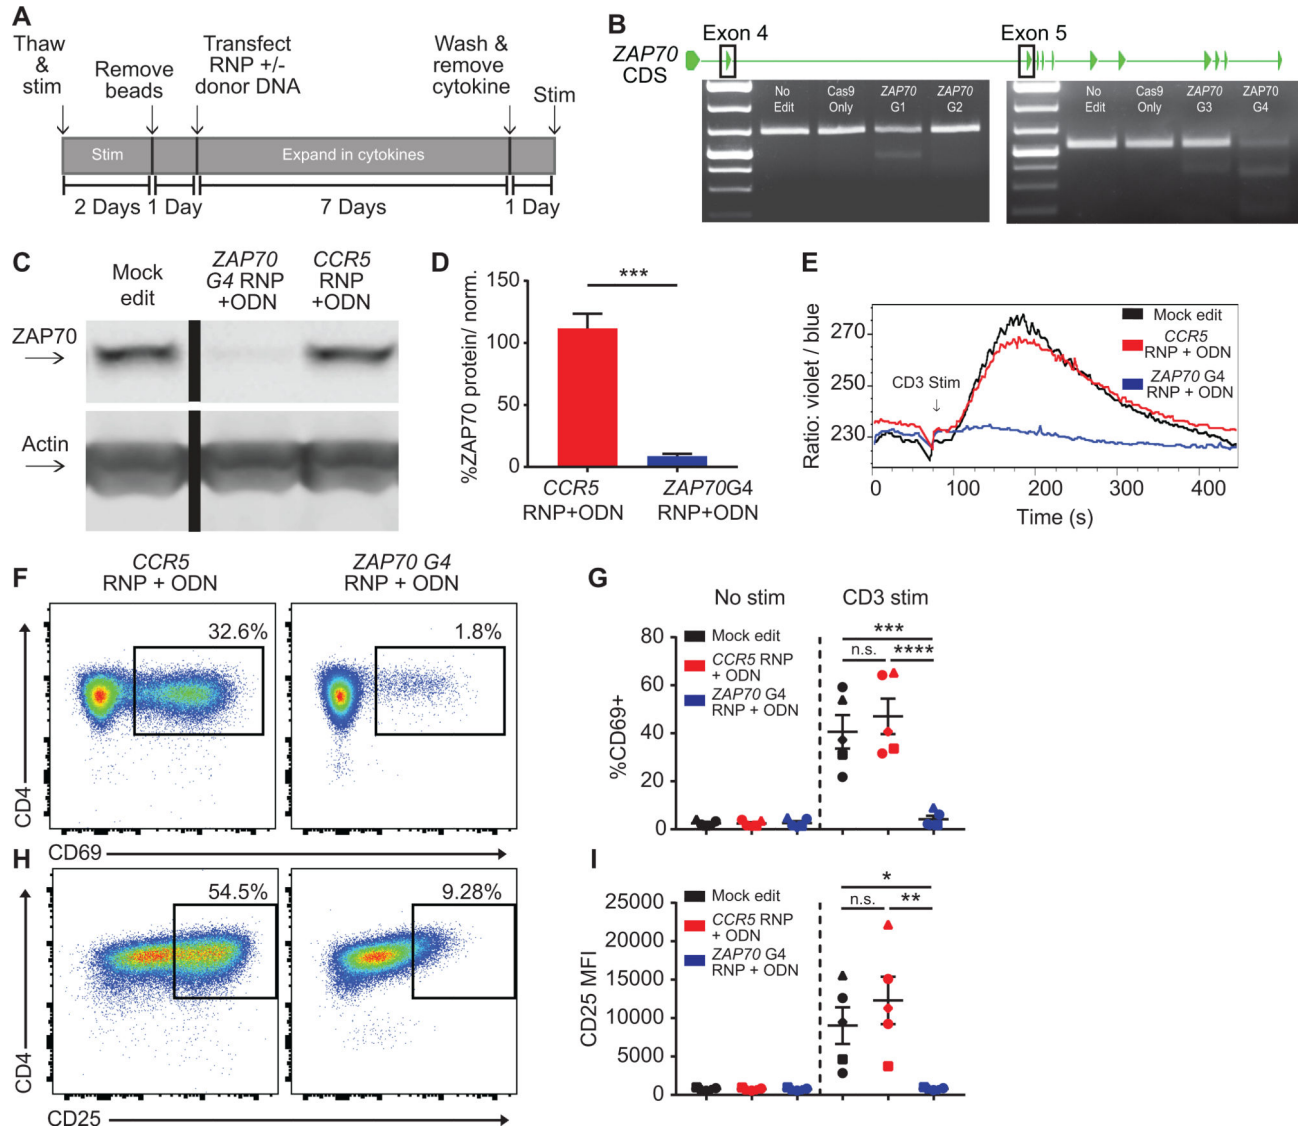 A
Thaw
&
stim
Remove
beads
Transfect
RNP +/-
donor DNA
Wash &
remove
cytokine
Stim
Stim
Expand in cytokines
2 Days
1 Day
7 Days
1 Day
B
ZAP70
CDS
Exon 4
Exon 5
No
Edit
Cas9
Only
ZAP70
G1
ZAP70
G2
No
Edit
Cas9
Only
ZAP70
G3
ZAP70
G4
C
Mock
edit
ZAP70
G4 RNP
+ODN
CCR5
RNP
+ODN
ZAP70
Actin
D
%ZAP70 protein/ norm.
150
100
50
0
***
CCR5
RNP+ODN
ZAP70G4
RNP+ODN
E
Ratio: violet / blue
270
250
230
CD3 Stim
Mock edit
CCR5
RNP + ODN
ZAP70 G4
RNP + ODN
0
100
200
300
400
Time (s)
F
CCR5
RNP + ODN
ZAP70 G4
RNP + ODN
32.6%
1.8%
CD4
CD69
G
No stim
CD3 stim
%CD69+
80
60
40
20
0
Mock edit
CCR5 RNP
+ ODN
ZAP70 G4
RNP + ODN
***
n.s.
****
H
54.5%
9.28%
CD4
CD25
I
CD25 MFI
25000
20000
15000
10000
5000
0
Mock edit
CCR5 RNP
+ ODN
ZAP70 G4
RNP + ODN
*
n.s.
**